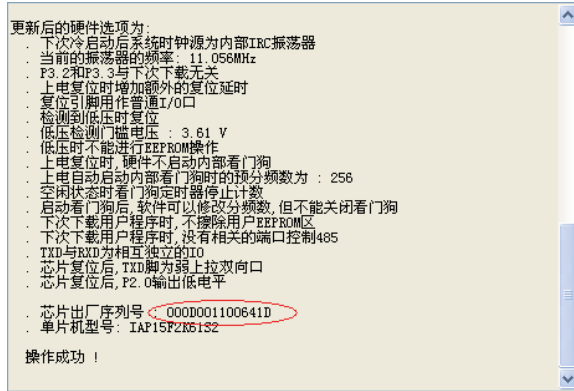 更新后的硬件选项为:
. 下次冷启动后系统时钟源为内部IRC振荡器
. 当前的振荡器的频率: 11.056MHz
. P3.2和P3.3与下次下载无关
. 上电复位时增加额外的复位延时
. 复位引脚用作普通I/O口
. 检测到低压时复位
. 低压检测门槛电压 : 3.61 V
. 低压时不能进行EEPROM操作
. 上电复位时,硬件不启动内部看门狗
. 上电自动启动内部看门狗时的预分频数为 : 256
. 空闲状态时看门狗定时器停止计数
. 启动看门狗后,软件可以修改分频数,但不能关闭看门狗
. 下次下载用户程序时,不擦除用户EEPROM区
. 下次下载用户程序时,没有相关的端口控制485
. TXD与RXD为相互独立的IO
. 芯片复位后,TXD脚为弱上拉双向口
. 芯片复位后,P2.0输出低电平
. 芯片出厂序列号 : 000D001100641D
. 单片机型号: IAP15F2K61S2
操作成功 !